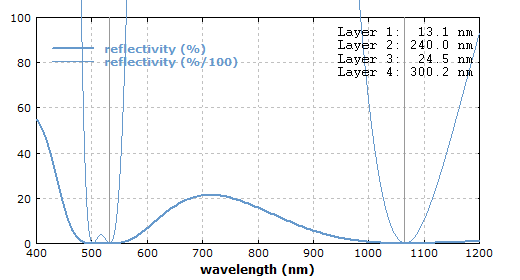 100
80
60
40
20
0
reflectivity (%)
reflectivity (%/100)
Layer 1: 13.1 nm
Layer 2: 240.0 nm
Layer 3: 24.5 nm
Layer 4: 300.2 nm
400 500 600 700 800 900 1000 1100 1200
wavelength (nm)